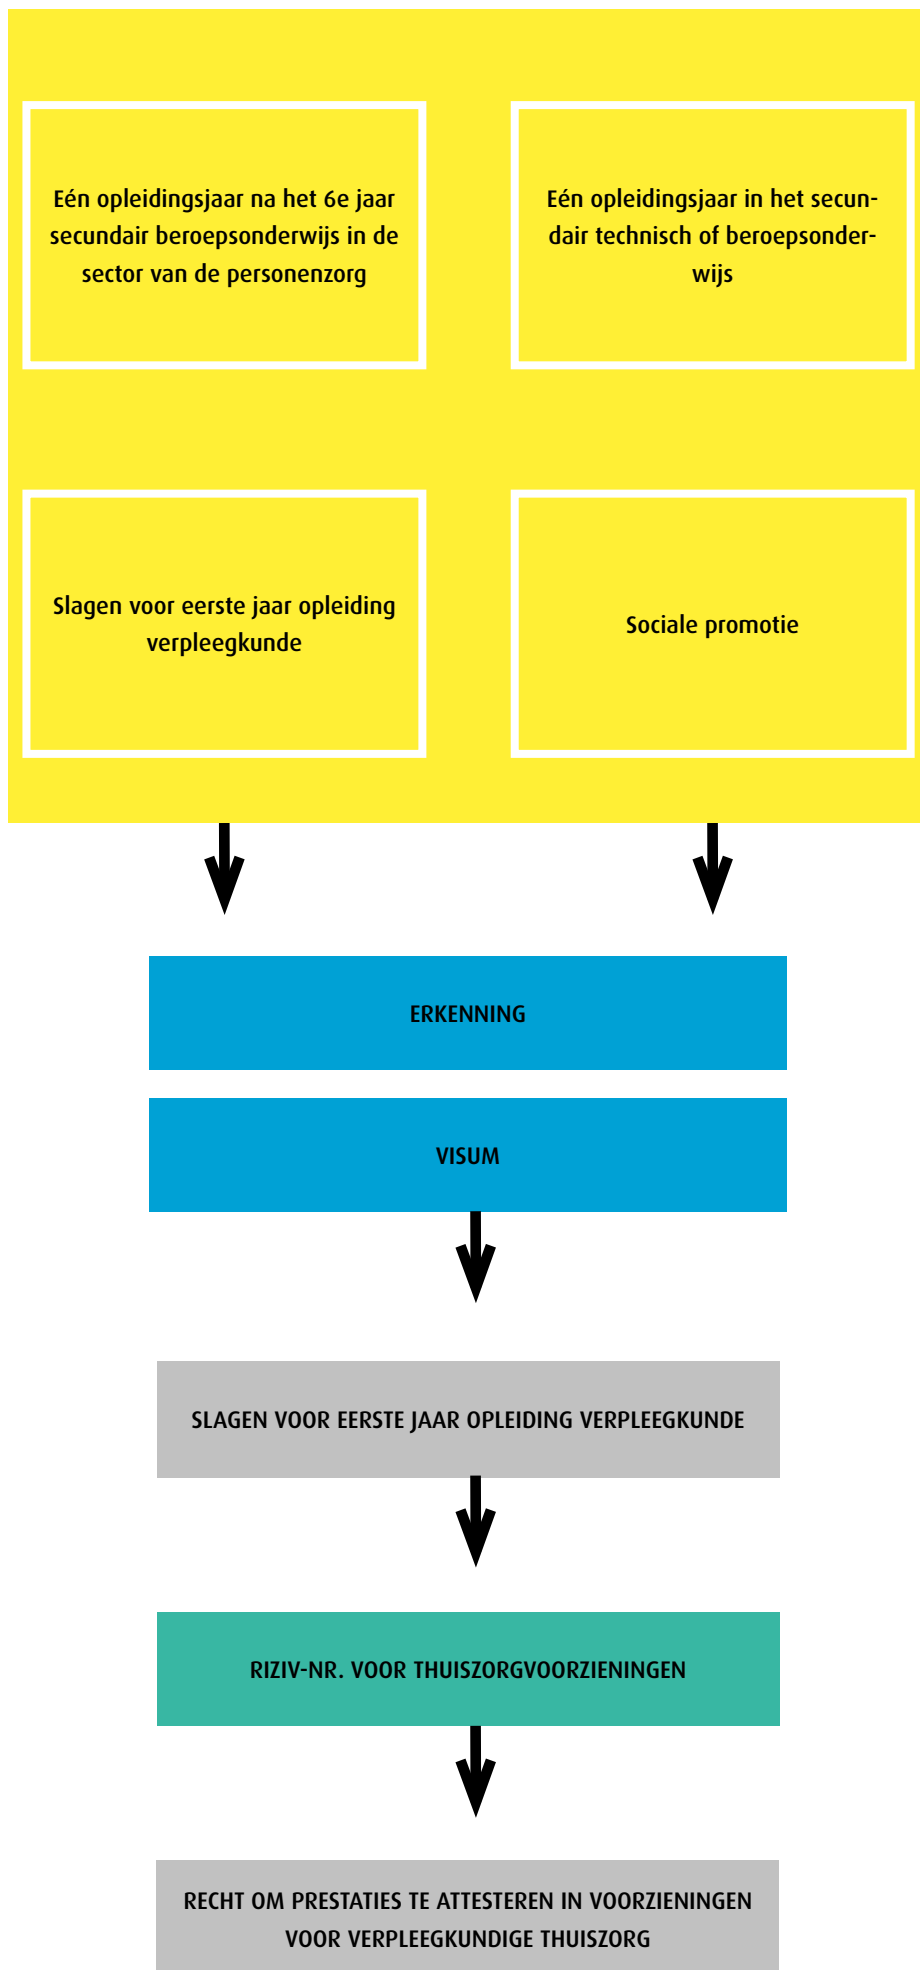 Eén opleidingsjaar na het 6e jaar
secundair beroepsonderwijs in de
sector van de personenzorg
Eén opleidingsjaar in het secun-
dair technisch of beroepsonder-
wijs
Slagen voor eerste jaar opleiding
verpleegkunde
Sociale promotie
ERKENNING
VISUM
SLAGEN VOOR EERSTE JAAR OPLEIDING VERPLEEGKUNDE
RIZIV-NR. VOOR THUISZORGVOORZIENINGEN
RECHT OM PRESTATIES TE ATTESTEREN IN VOORZIENINGEN
VOOR VERPLEEGKUNDIGE THUISZORG